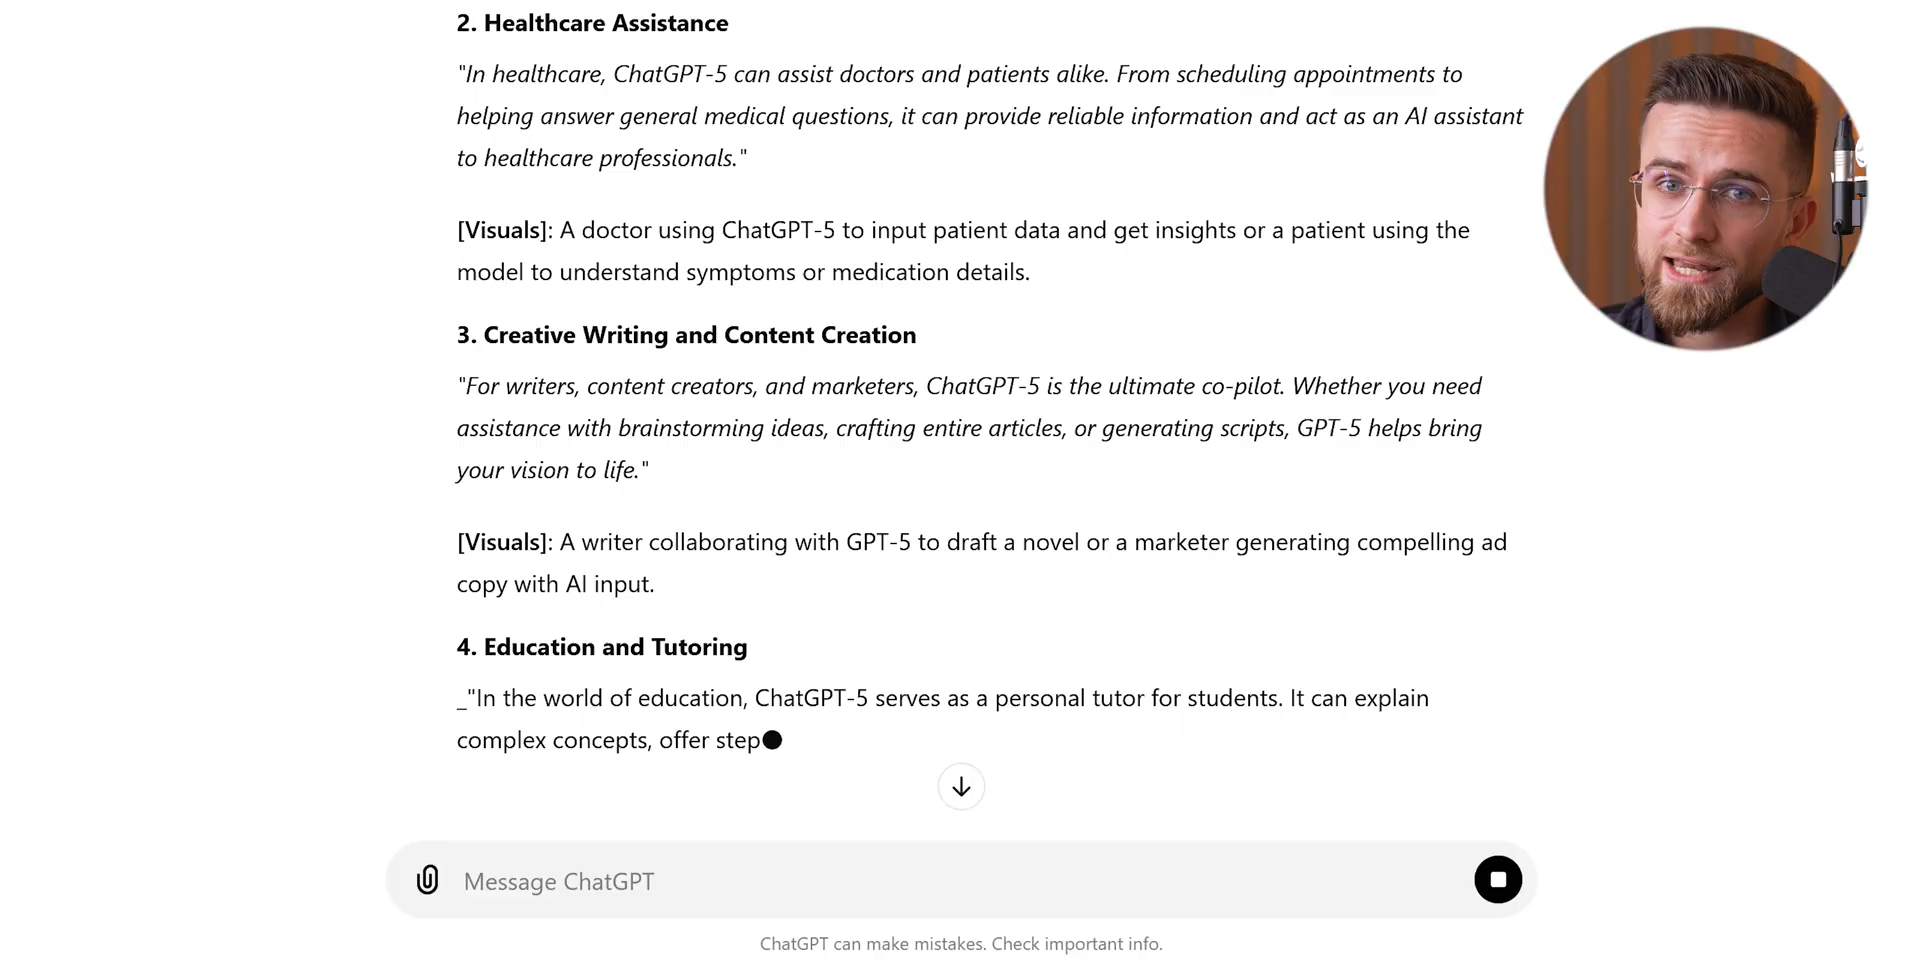 2. Healthcare Assistance
"In healthcare, ChatGPT-5 can assist doctors and patients alike. From scheduling appointments to
helping answer general medical questions, it can provide reliable information and act as an AI assistant
to healthcare professionals."
[Visuals]: A doctor using ChatGPT-5 to input patient data and get insights or a patient using the
model to understand symptoms or medication details.
3. Creative Writing and Content Creation
"For writers, content creators, and marketers, ChatGPT-5 is the ultimate co-pilot. Whether you need
assistance with brainstorming ideas, crafting entire articles, or generating scripts, GPT-5 helps bring
your vision to life."
[Visuals]: A writer collaborating with GPT-5 to draft a novel or a marketer generating compelling ad
copy with AI input.
4. Education and Tutoring
_"In the world of education, ChatGPT-5 serves as a personal tutor for students. It can explain
complex concepts, offer step
Message ChatGPT
ChatGPT can make mistakes. Check important info.